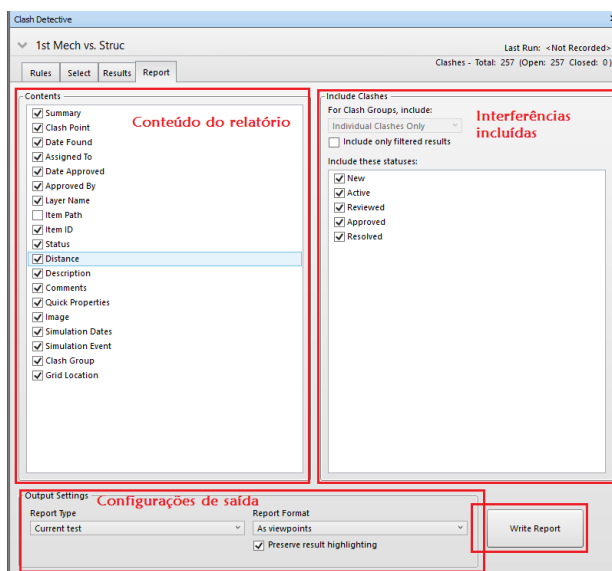 Clash Detective
1st Mech vs. Struc
Last Run: <Not Recorded>
Clashes - Total: 257 (Open: 257 Closed: 0)
Rules Select Results Report
Contents
Summary
Clash Point
Date Found
Assigned To
Date Approved
Approved By
Layer Name
Item Path
Item ID
Status
Distance
Description
Comments
Quick Properties
Image
Simulation Dates
Simulation Event
Clash Group
Grid Location
Conteúdo do relatório
Include Clashes
For Clash Groups, include:
Individual Clashes Only
Include only filtered results
Interferências
incluídas
Include these statuses:
New
Active
Reviewed
Approved
Resolved
Output Settings
Configurações de saída
Report Type
Current test
Report Format
As viewpoints
Preserve result highlighting
Write Report